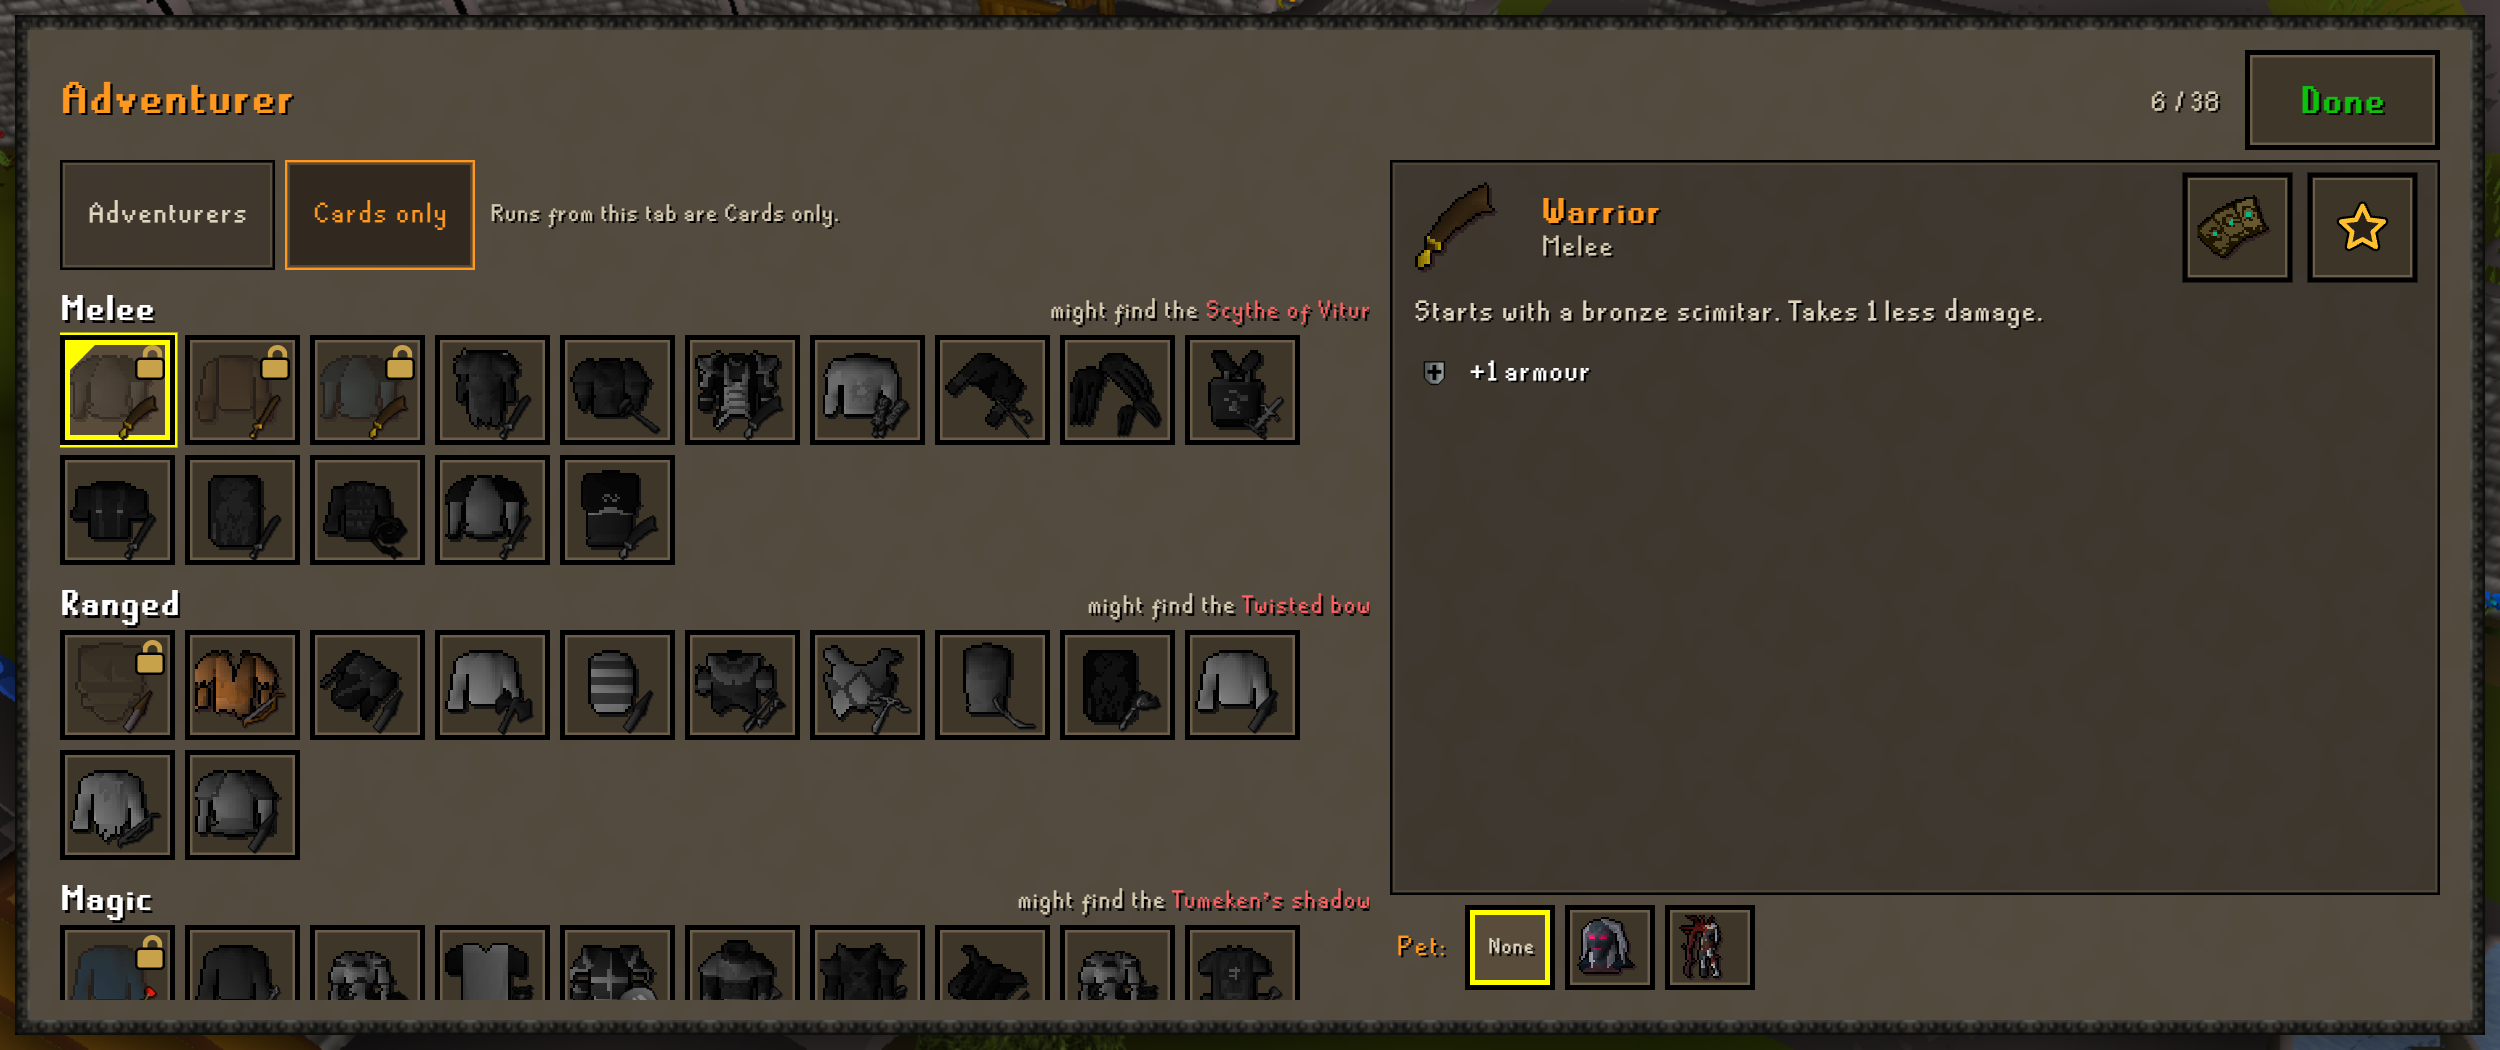 Adventurer
6 / 38
Done
Adventurers
Cards only
Runs from this tab are Cards only.
Melee
might find the Scythe of Vitur
Ranged
might find the Twisted bow
Magic
might find the Tumeken's shadow
Warrior
Melee
Starts with a bronze scimitar. Takes 1 less damage.
+1 armour
Pet:
None